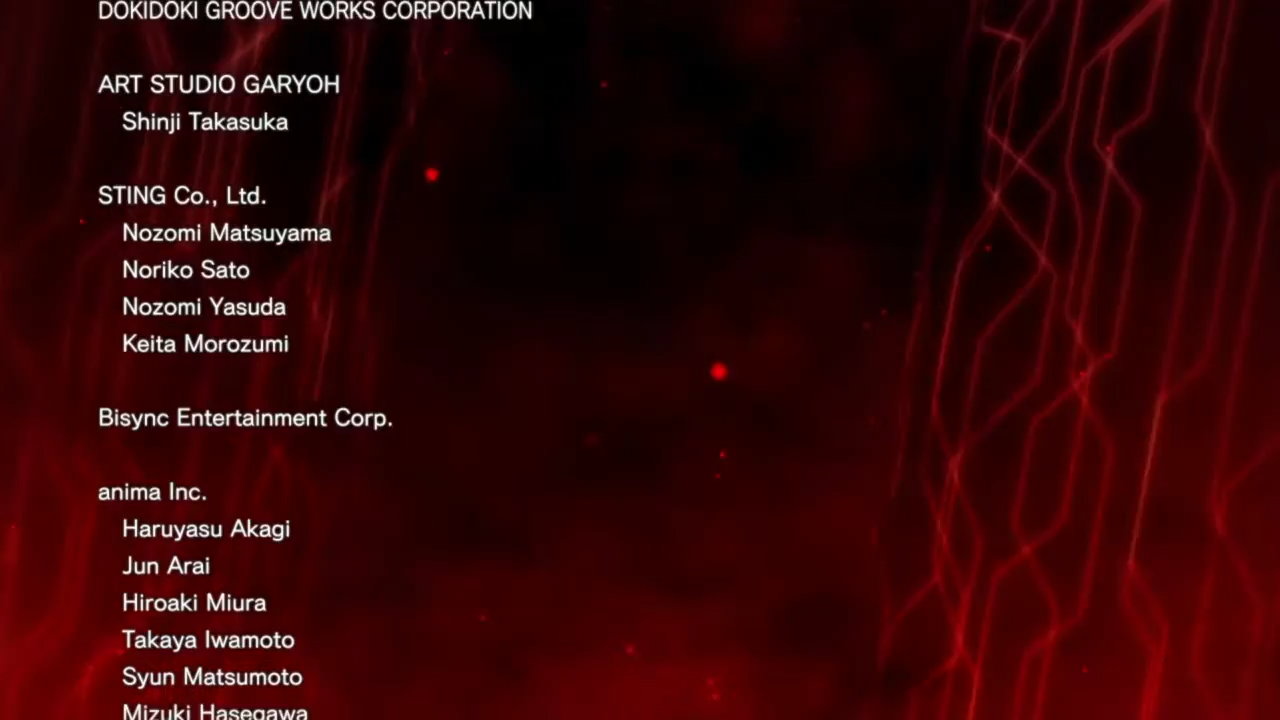 DOKIDOKI GROOVE WORKS CORPORATION
ART STUDIO GARYOH
Shinji Takasuka
STING Co., Ltd.
Nozomi Matsuyama
Noriko Sato
Nozomi Yasuda
Keita Morozumi
Bisync Entertainment Corp.
anima Inc.
Haruyasu Akagi
Jun Arai
Hiroaki Miura
Takaya Iwamoto
Syun Matsumoto
Mizuki Hasegawa